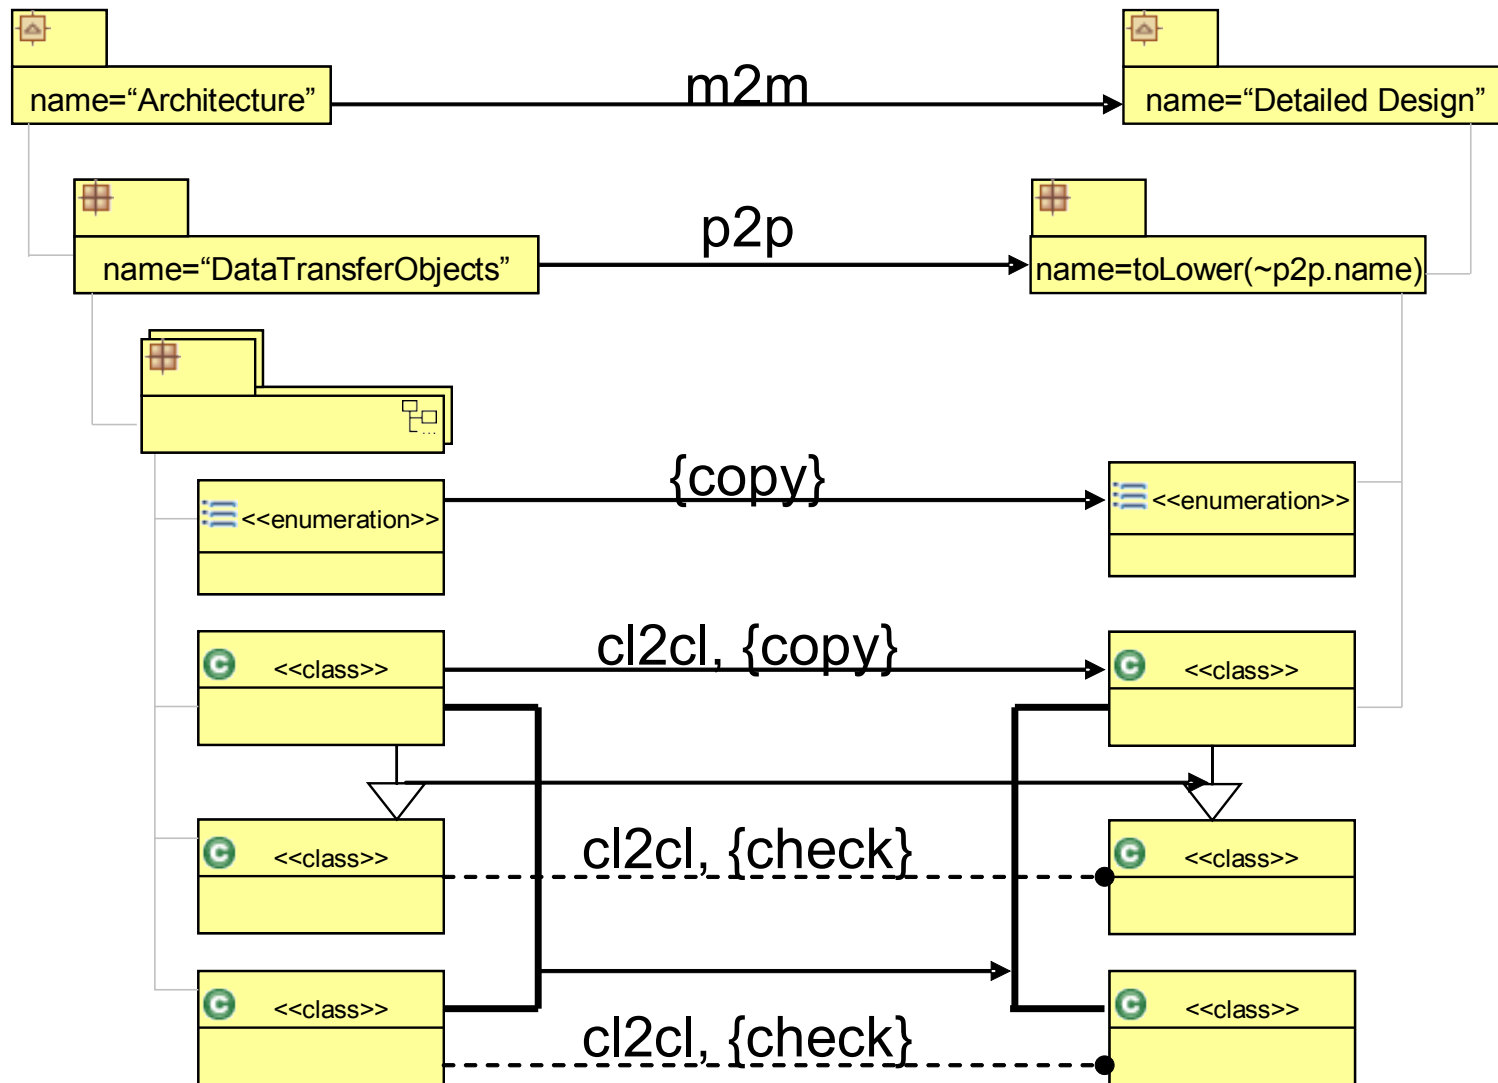 m2m
name=“Architecture”
name=“Detailed Design”
p2p
name=“DataTransferObjects”
name=toLower(~p2p.name)
...
{copy}
<<enumeration>>
<<enumeration>>
cl2cl, {copy}
<<class>>
<<class>>
cl2cl, {check}
<<class>>
<<class>>
<<class>>
<<class>>
cl2cl, {check}